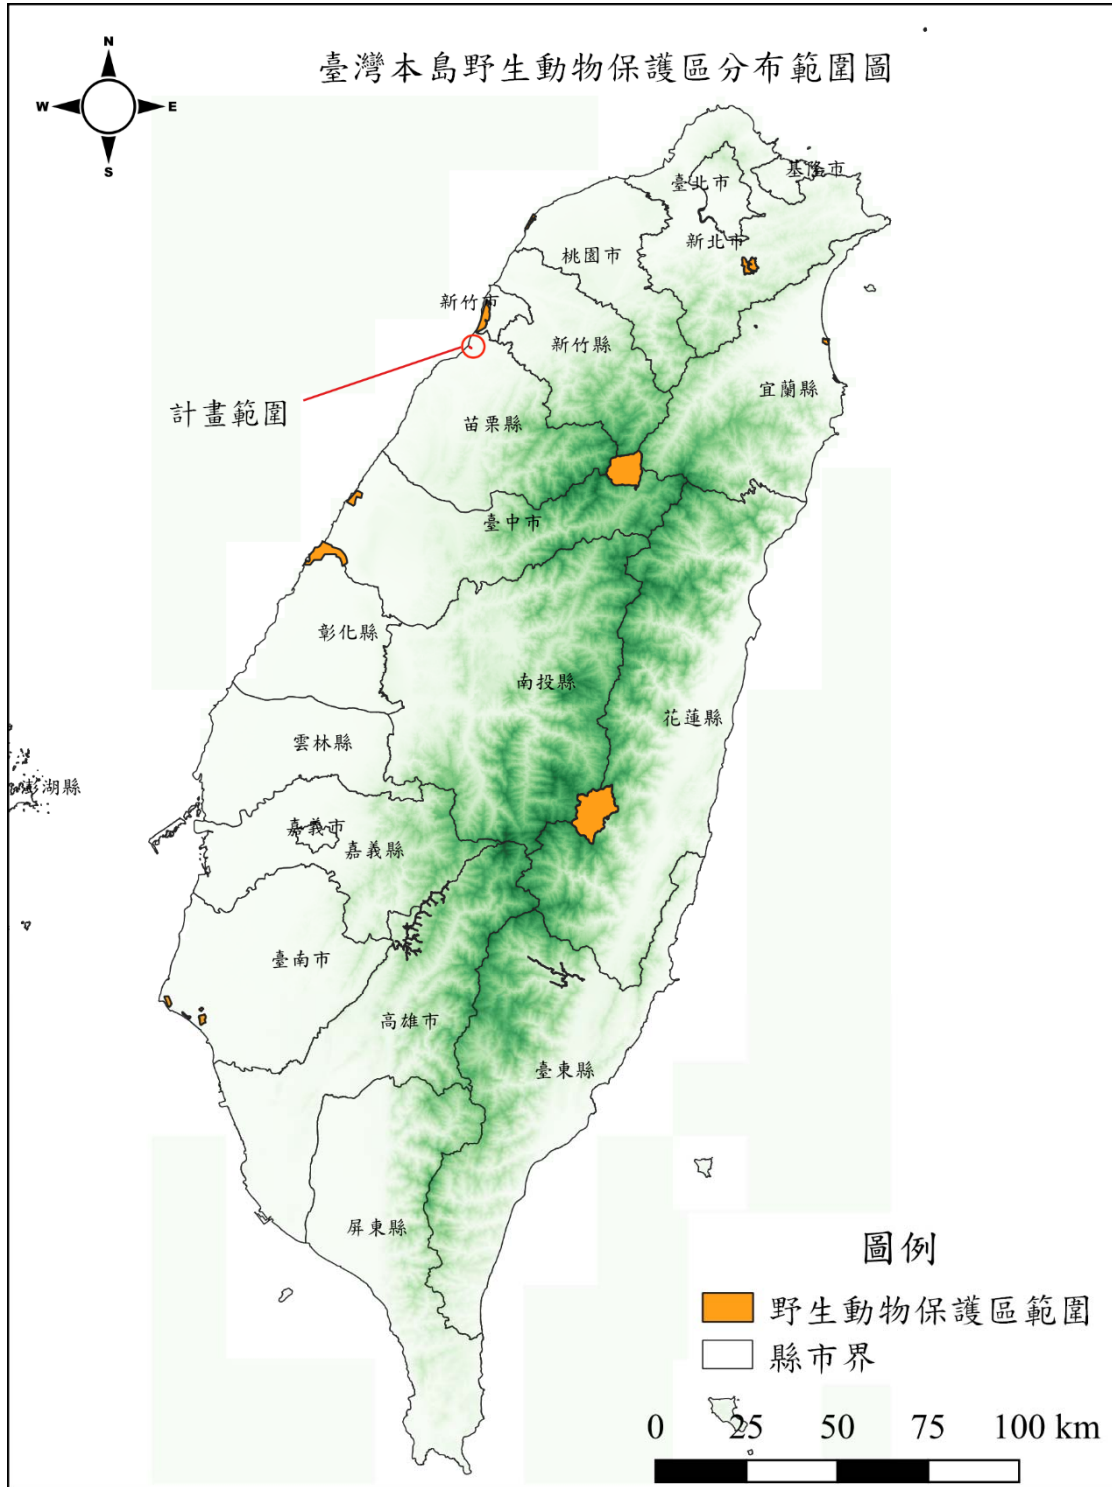 臺灣本島野生動物保護區分布範圍圖
N
W
E
S
基隆市
臺北市
新北市
桃園市
新竹市
新竹縣
宜蘭縣
計畫範圍
苗栗縣
臺中市
彰化縣
南投縣
花蓮縣
雲林縣
澎湖縣
嘉義市
嘉義縣
臺南市
高雄市
臺東縣
屏東縣
圖例
野生動物保護區範圍
縣市界
0 25 50 75 100 km